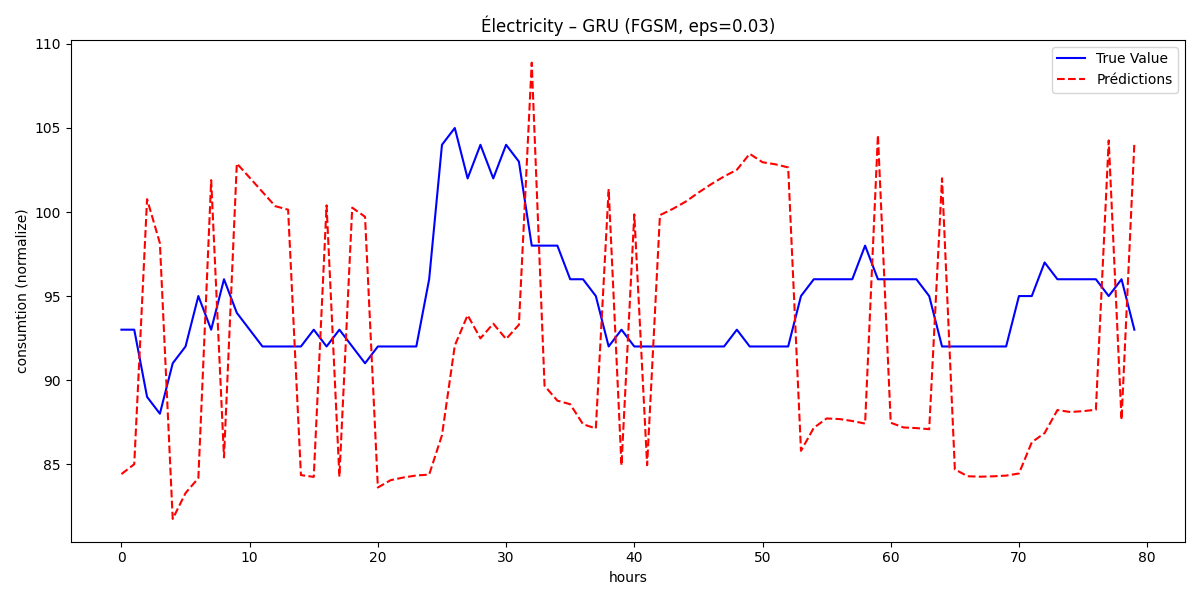 Électricity – GRU (FGSM, eps=0.03)
True Value
Prédictions
110
105
100
95
90
85
consumtion (normalize)
0 10 20 30 40 50 60 70 80
hours